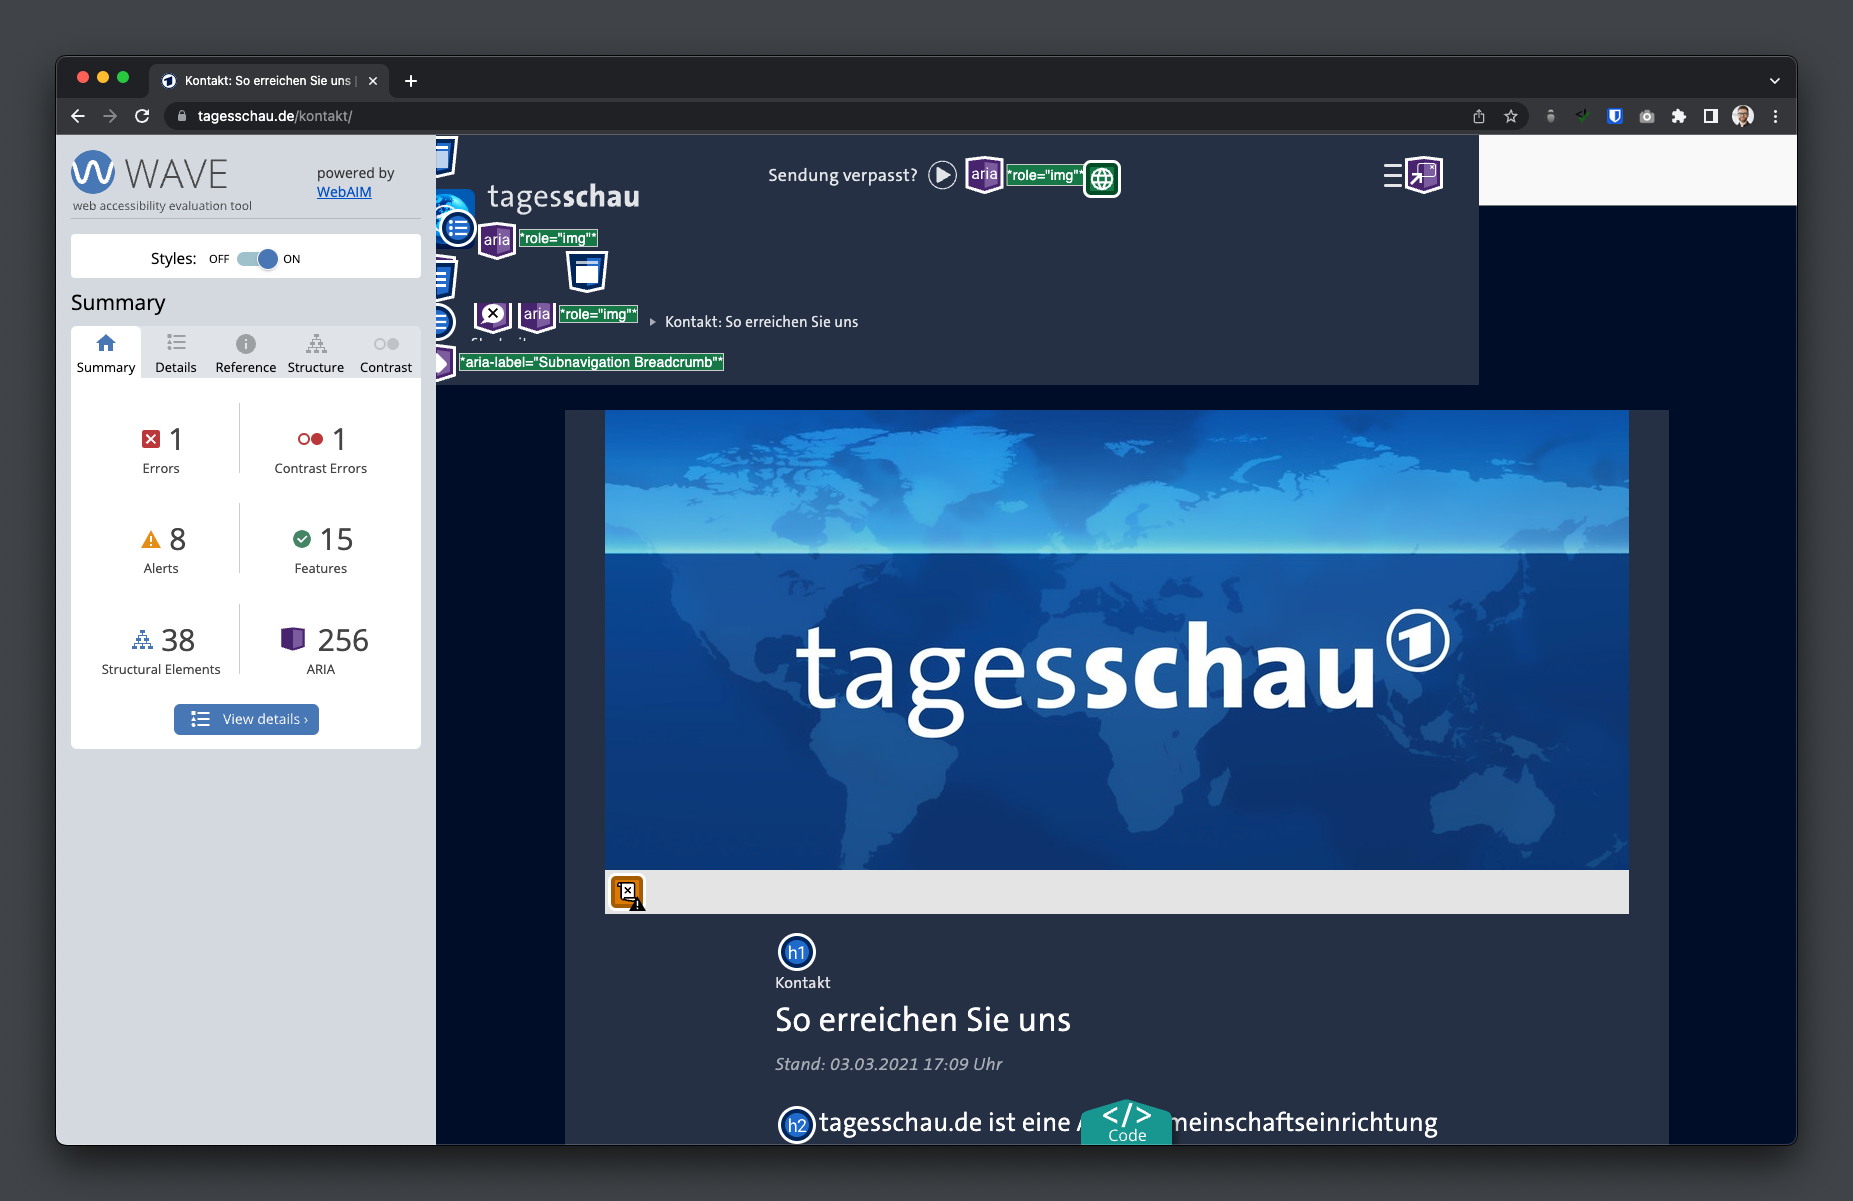 Kontakt: So erreichen Sie uns |
tagesschau.de/kontakt/
WAVE
web accessibility evaluation tool
powered by
WebAIM
Styles: OFF ON
Summary
Summary Details Reference Structure Contrast
1
Errors
1
Contrast Errors
8
Alerts
15
Features
38
Structural Elements
256
ARIA
View details ›
Sendung verpasst? aria *role="img"*
tagesschau
aria *role="img"*
aria *role="img"* Kontakt: So erreichen Sie uns
*aria-label="Subnavigation Breadcrumb"*
tagesschau 1
h1
Kontakt
So erreichen Sie uns
Stand: 03.03.2021 17:09 Uhr
h2 tagesschau.de ist eine meinschaftseinrichtung
</> Code